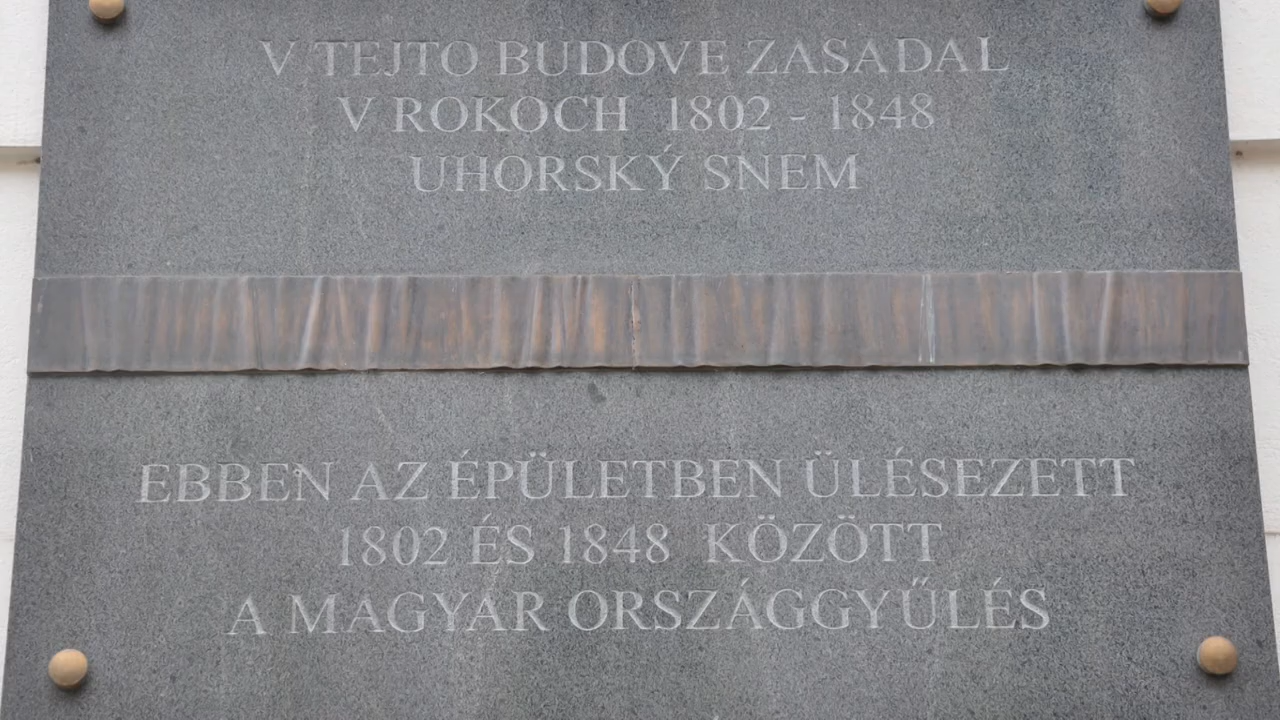 V TEJTO BUDOVE ZASADAL
V ROKOCH 1802 - 1848
UHORSKÝ SNEM
EBBEN AZ ÉPÜLETBEN ÜLÉSEZETT
1802 ÉS 1848 KÖZÖTT
A MAGYAR ORSZÁGGYŰLÉS